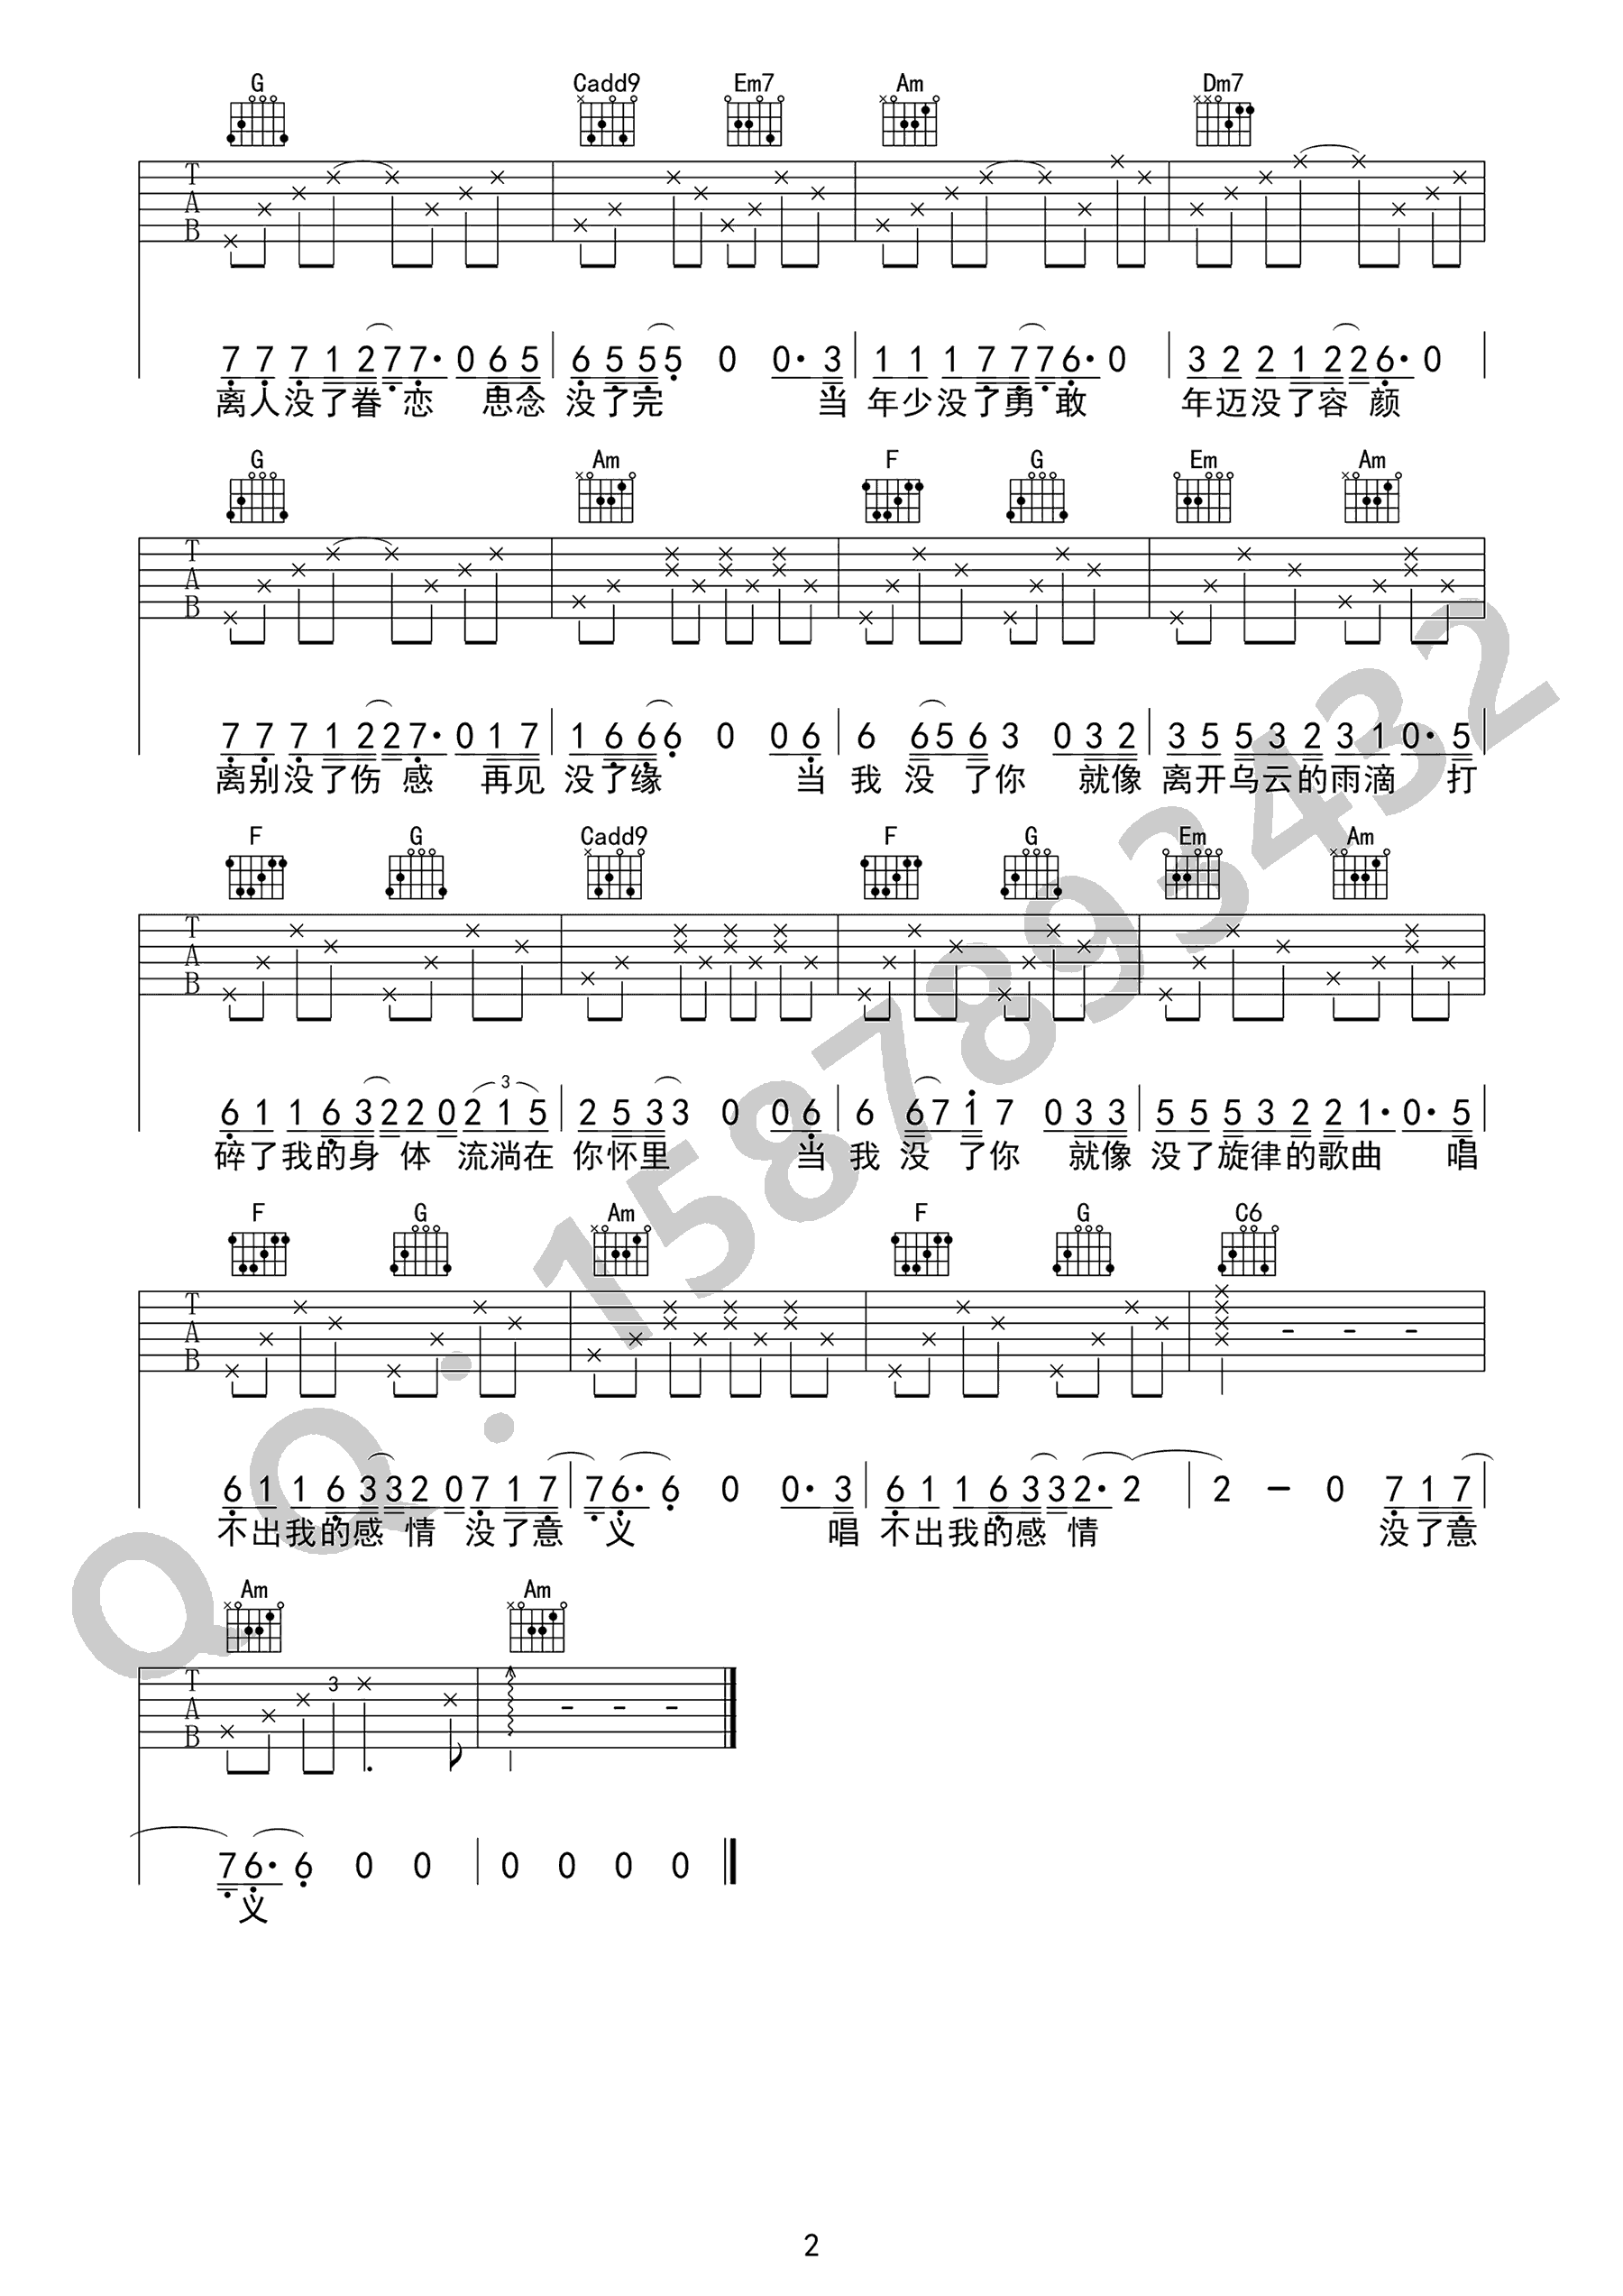 G Cadd9 Em7 Am Dm7
T A B
7 7 7 1 2 7 7· 0 6 5 6 5 5 5 0 0· 3 1 1 1 7 7 7 6· 0 3 2 2 1 2 2 6· 0
离人没了眷 恋 思念 没了完 当 年少没了勇 敢 年迈没了容 颜
G Am F G Em Am
T A B
7 7 7 1 2 2 7· 0 1 7 1 6 6 6 0 0 6 6 6 5 6 3 0 3 2 3 5 5 3 2 3 1 0· 5
离别没了伤 感 再见 没了缘 当 我 没 了你 就像 离开乌云的雨滴 打
F G Cadd9 F G Em Am
T A B
3
6 1 1 6 3 2 2 0 2 1 5 2 5 3 3 0 0 6 6 6 7 1 7 0 3 3 5 5 5 3 2 2 1· 0· 5
碎了我的身 体 流淌在 你怀里 当 我 没 了你 就像 没了旋律的歌曲 唱
F G Am F G C6
T A B - - -
6 1 1 6 3 3 2 0 7 1 7 7 6· 6 0 0· 3 6 1 1 6 3 3 2· 2 2 - 0 7 1 7
不出我的感 情 没了意 义 唱 不出我的感 情 没了意
Am Am
T A B 3 - - -
7 6· 6 0 0 0 0 0 0
义
QQ:1587893432
2